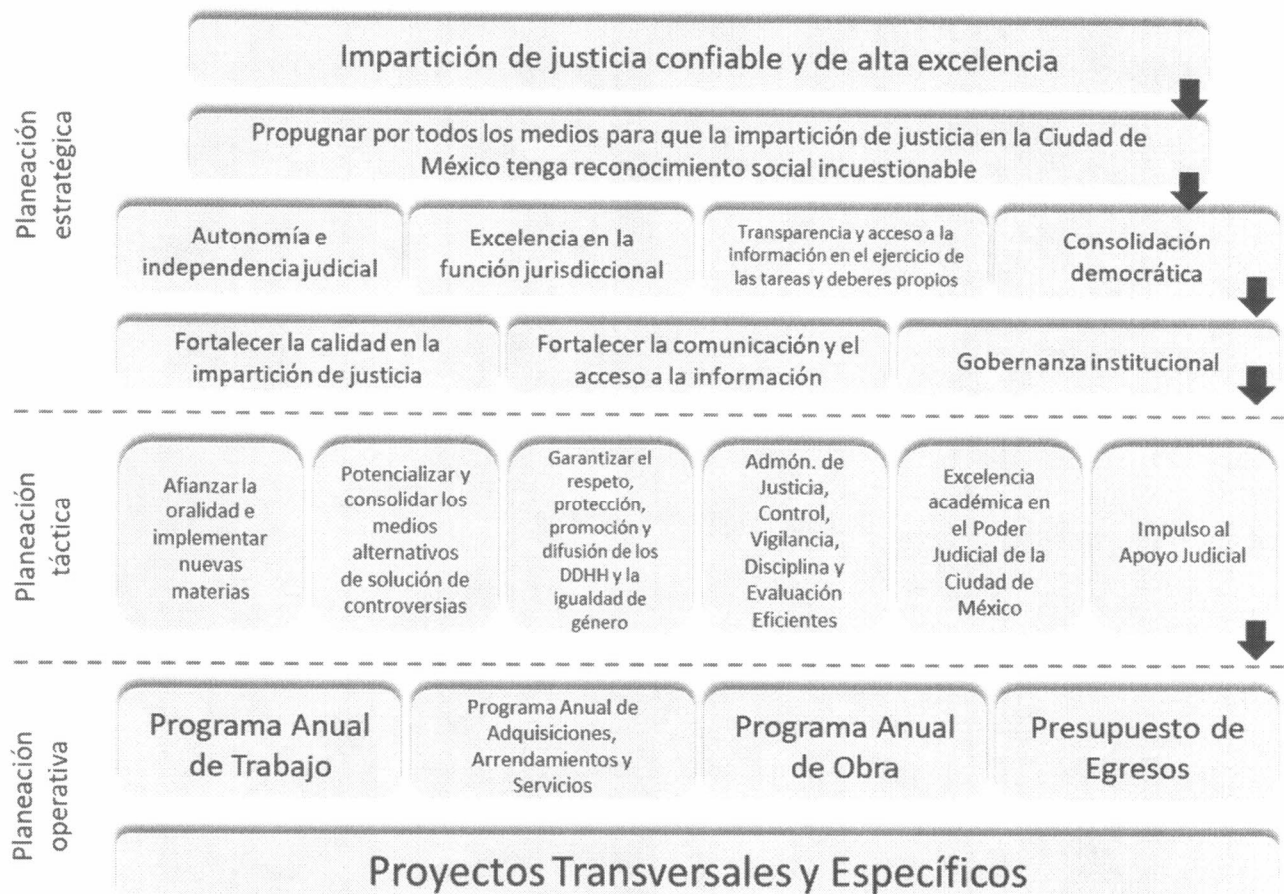 Planeación
estratégica
Impartición de justicia confiable y de alta excelencia
Propugnar por todos los medios para que la impartición de justicia en la Ciudad de
México tenga reconocimiento social incuestionable
Autonomía e
independencia judicial
Excelencia en la
función jurisdiccional
Transparencia y acceso a la
información en el ejercicio de
las tareas y deberes propios
Consolidación
democrática
Fortalecer la calidad en la
impartición de justicia
Fortalecer la comunicación y el
acceso a la información
Gobernanza institucional
Planeación
táctica
Afianzar la
oralidad e
implementar
nuevas
materias
Potencializar y
consolidar los
medios
alternativos
de solución de
controversias
Garantizar el
respeto,
protección,
promoción y
difusión de los
DDHH y la
igualdad de
género
Admón. de
Justicia,
Control,
Vigilancia,
Disciplina y
Evaluación
Eficientes
Excelencia
académica en
el Poder
Judicial de la
Ciudad de
México
Impulso al
Apoyo Judicial
Planeación
operativa
Programa Anual
de Trabajo
Programa Anual de
Adquisiciones,
Arrendamientos y
Servicios
Programa Anual
de Obra
Presupuesto de
Egresos
Proyectos Transversales y Específicos